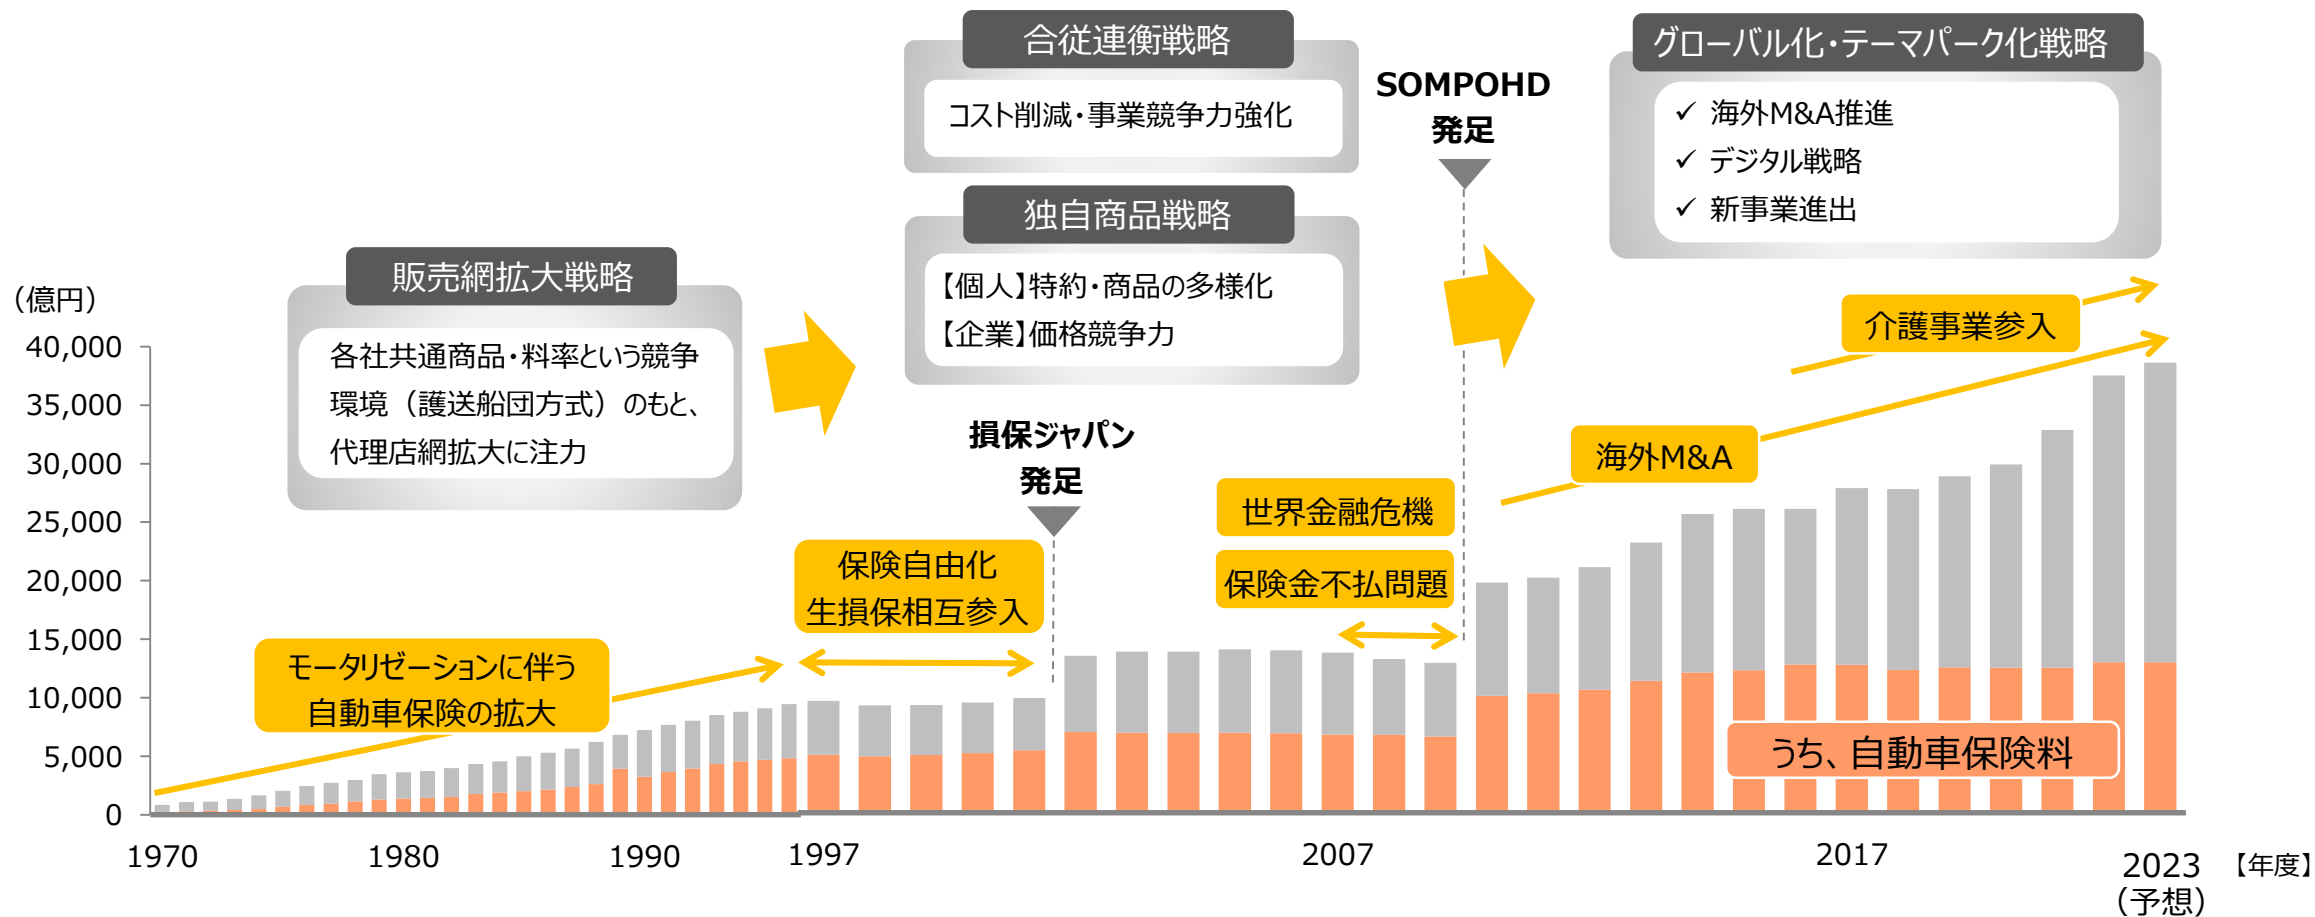 合従連衡戦略
コスト削減・事業競争力強化
SOMPOHD
発足
グローバル化・テーマパーク化戦略
✓ 海外M&A推進
✓ デジタル戦略
✓ 新事業進出
独自商品戦略
【個人】特約・商品の多様化
【企業】価格競争力
販売網拡大戦略
各社共通商品・料率という競争
環境（護送船団方式）のもと、
代理店網拡大に注力
損保ジャパン
発足
介護事業参入
海外M&A
世界金融危機
保険金不払問題
保険自由化
生損保相互参入
モータリゼーションに伴う
自動車保険の拡大
うち、自動車保険料
（億円）
40,000
35,000
30,000
25,000
20,000
15,000
10,000
5,000
0
1970
1980
1990
1997
2007
2017
2023
（予想）
【年度】